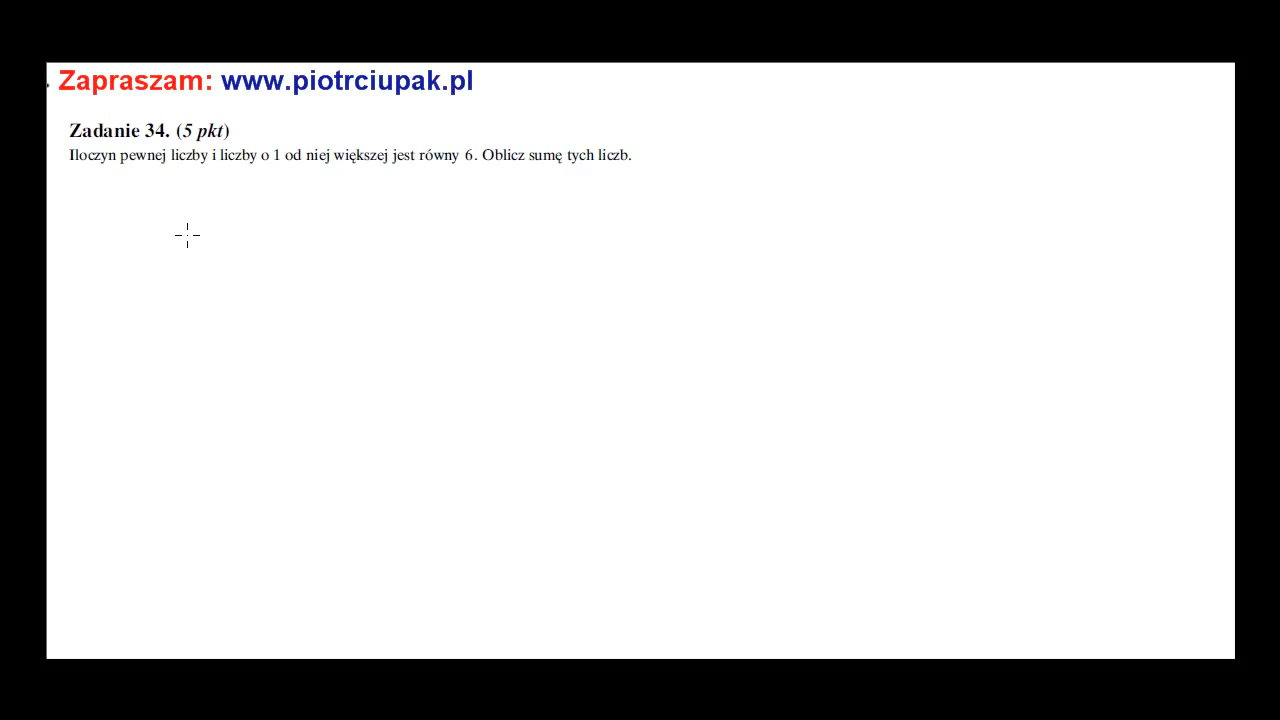 Zapraszam: www.piotrciupak.pl
Zadanie 34. (5 pkt)
Iloczyn pewnej liczby i liczby o 1 od niej większej jest równy 6. Oblicz sumę tych liczb.